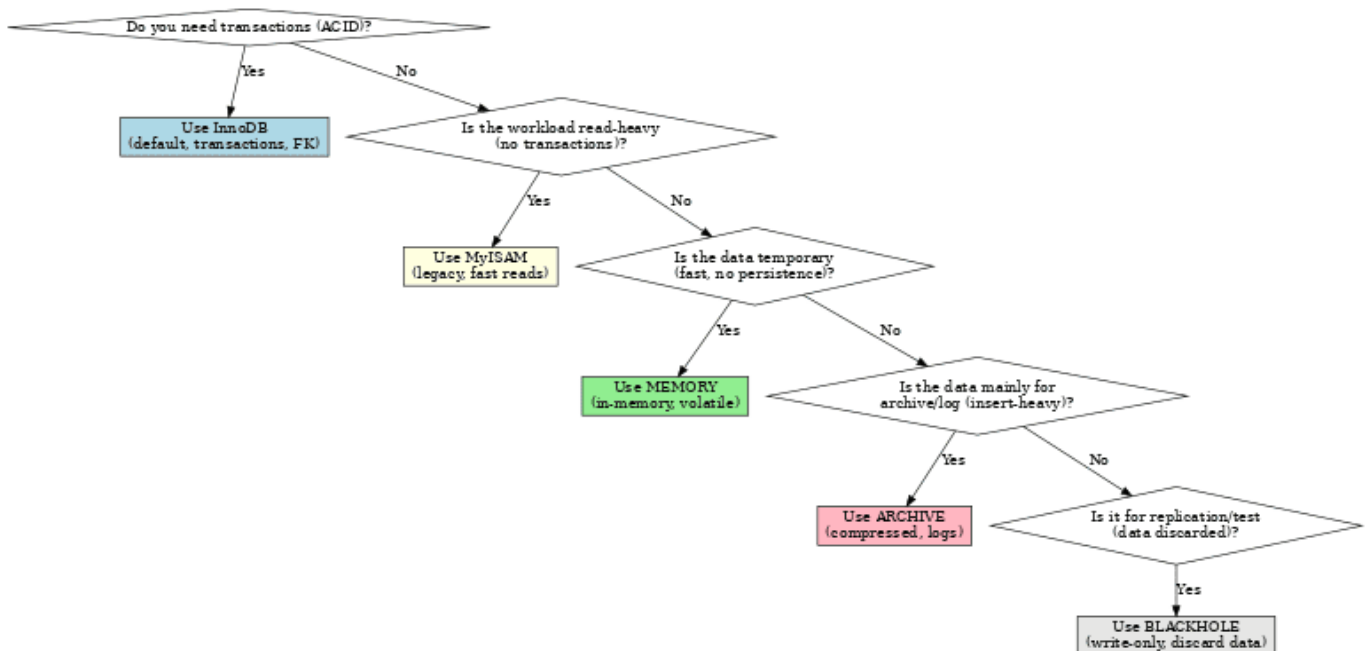 Do you need transactions (ACID)?
Yes
No
Use InnoDB
(default, transactions, FK)
Is the workload read-heavy
(no transactions)?
Yes
No
Use MyISAM
(legacy, fast reads)
Is the data temporary
(fast, no persistence)?
Yes
No
Use MEMORY
(in-memory, volatile)
Is the data mainly for
archive/log (insert-heavy)?
Yes
No
Use ARCHIVE
(compressed, logs)
Is it for replication/test
(data discarded)?
Yes
Use BLACKHOLE
(write-only, discard data)